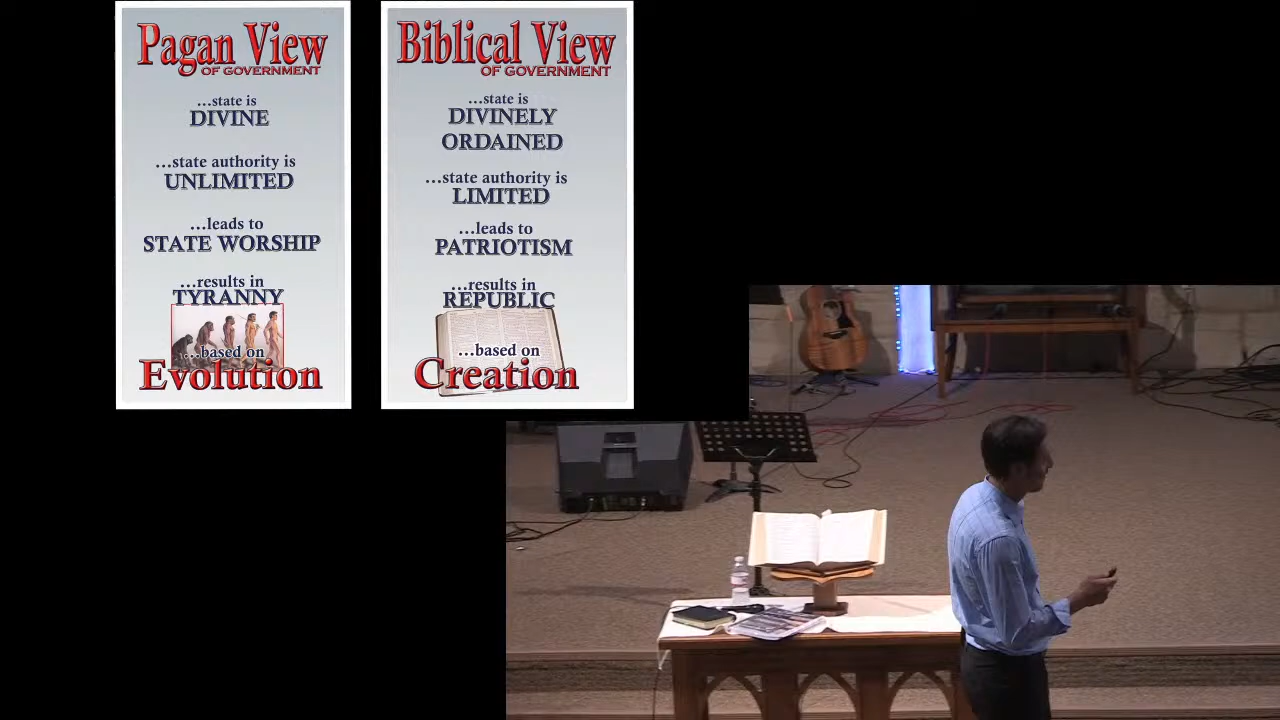 Pagan View
OF GOVERNMENT
...state is
DIVINE
...state authority is
UNLIMITED
...leads to
STATE WORSHIP
...results in
TYRANNY
...based on
Evolution
Biblical View
OF GOVERNMENT
...state is
DIVINELY
ORDAINED
...state authority is
LIMITED
...leads to
PATRIOTISM
...results in
REPUBLIC
...based on
Creation